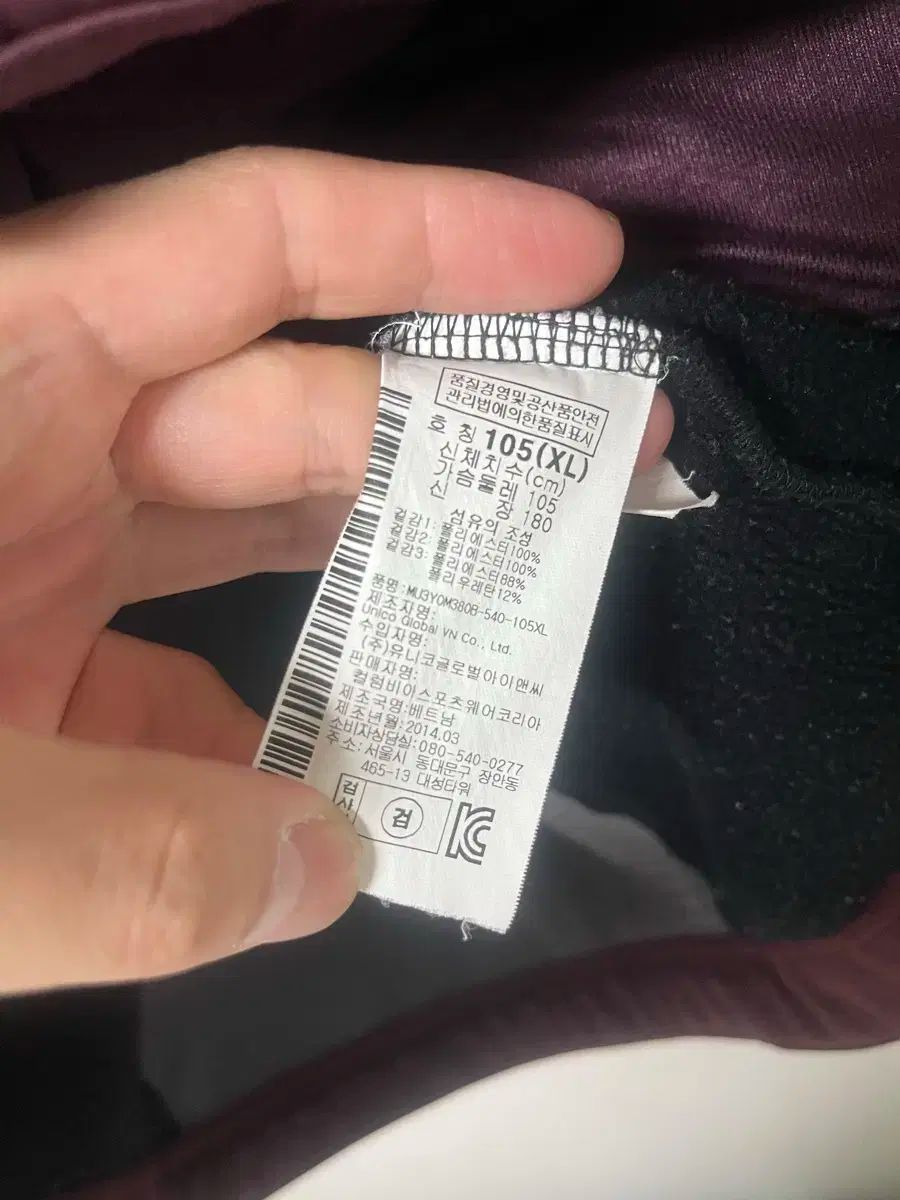 품질경영및공산품안전
관리법에의한품질표시
호 칭 105(XL)
신체치수(cm)
가슴둘레 105
신 장 180
섬유의 조성
겉감1: 폴리에스터100%
겉감2: 폴리에스터100%
겉감3: 폴리에스터88%
폴리우레탄12%
품명:MU3YOM380B-540-105XL
제조자명:
Unico Global VN Co., Ltd.
수입자명:
(주)유니코글로벌아이앤씨
판매자명:
컬럼비아스포츠웨어코리아
제조국명:베트남
제조년월:2014.03
소비자상담실:080-540-0277
주소:서울시 동대문구 장안동
465-13 대성타워
검사
검